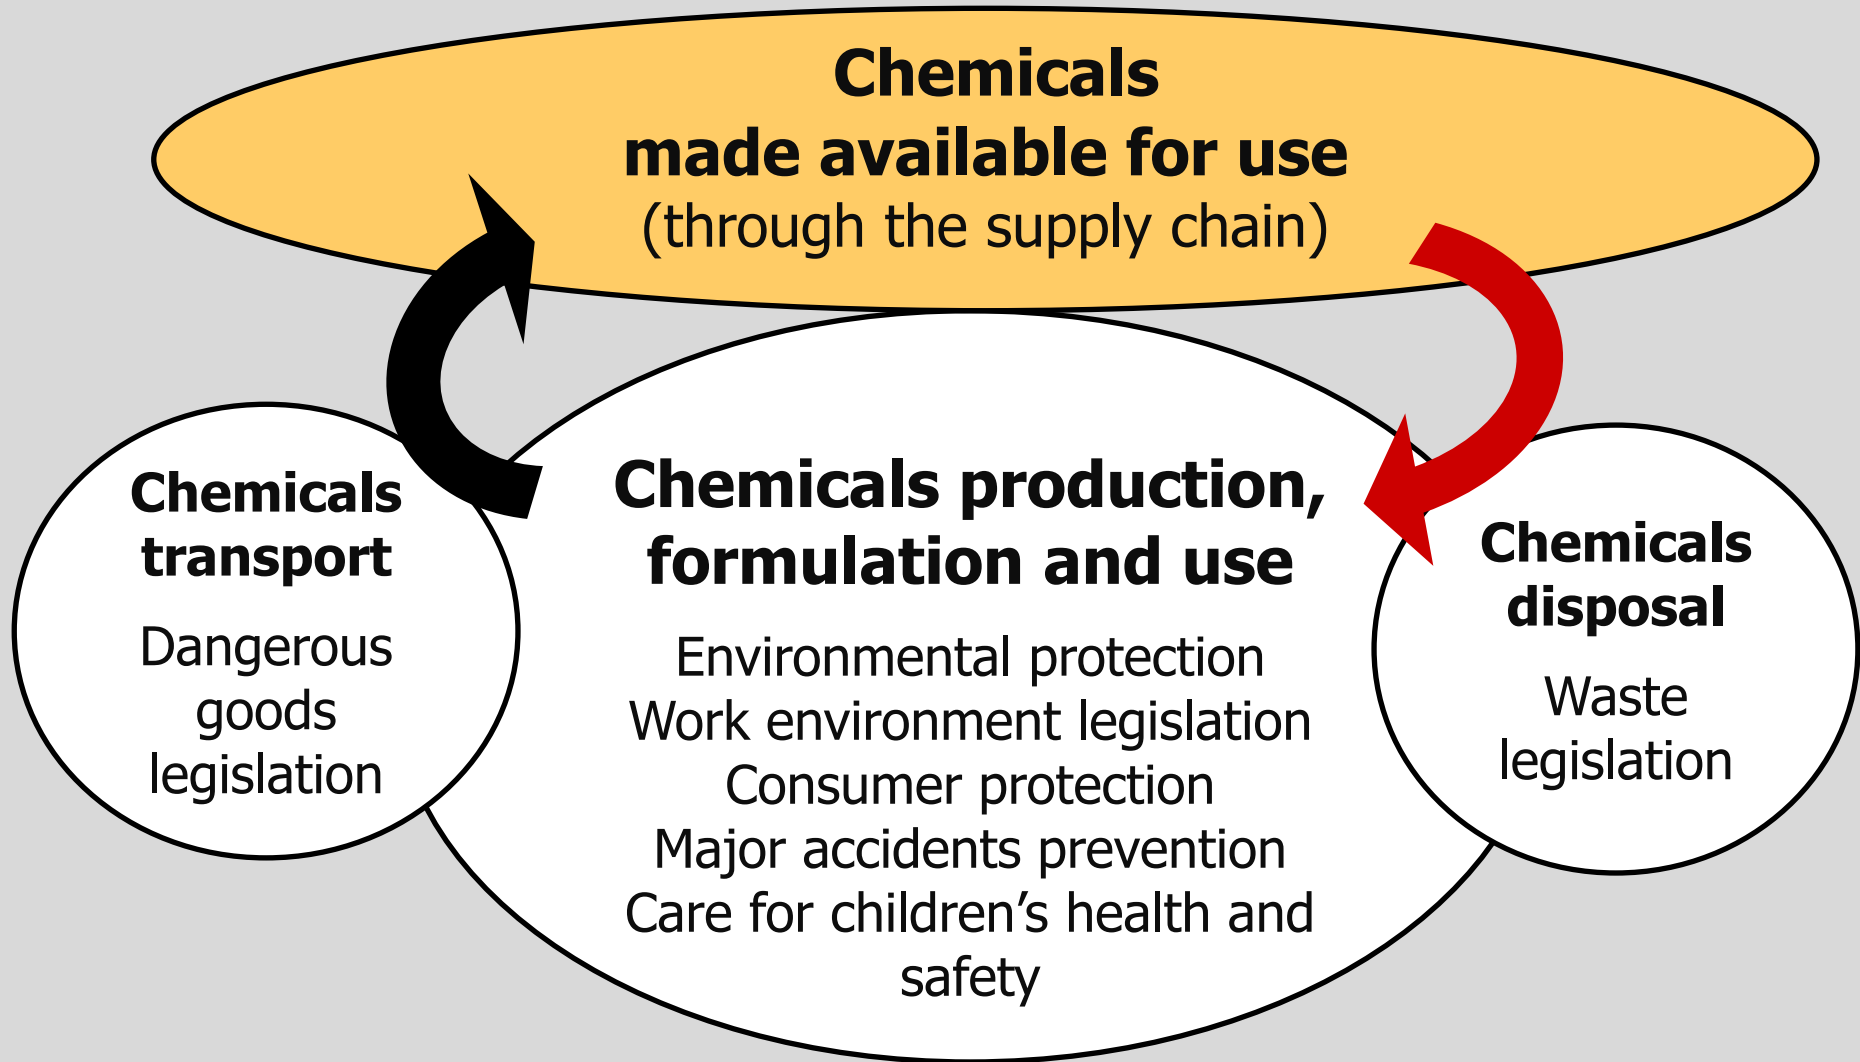 Chemicals
made available for use
(through the supply chain)
Chemicals
transport
Dangerous
goods
legislation
Chemicals production,
formulation and use
Environmental protection
Work environment legislation
Consumer protection
Major accidents prevention
Care for children’s health and
safety
Chemicals
disposal
Waste
legislation